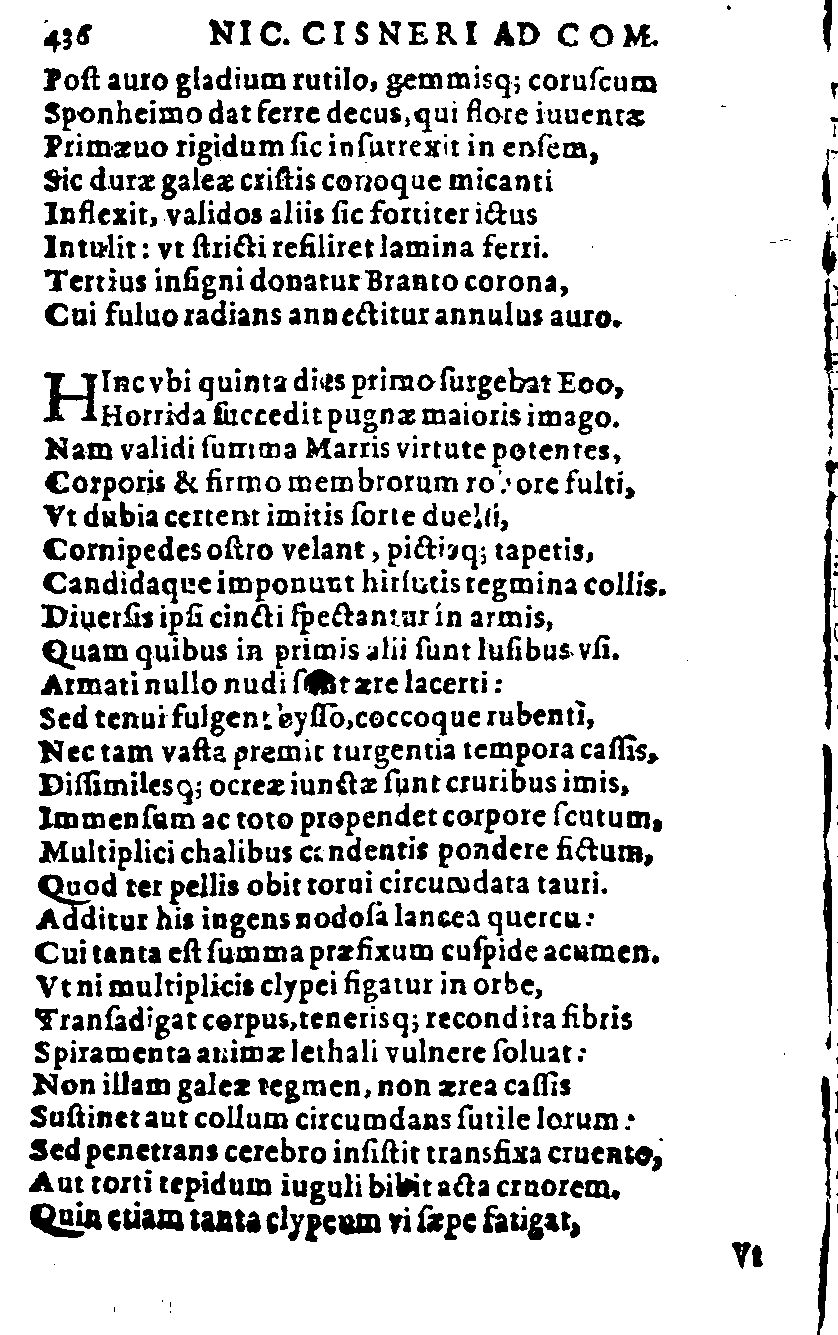 436 NIC. CISNERI AD COM.
Poſt auro gladium rutilo, gemmisq; coruſcum
Sponheimo dat ferre decus, qui flore iuuentæ
Primæuo rigidum ſic inſurrexit in enſem,
Sic duræ galeæ criſtis conoque micanti
Inflexit, validos aliis ſic fortiter ictus
Intulit: vt ſtricti reſiliret lamina ferri.
Tertius inſigni donatur Branto corona,
Cui fuluo radians annectitur annulus auro.
HInc vbi quinta dies primo ſurgebat Eoo,
Horrida ſuccedit pugnæ maioris imago.
Nam validi ſumma Martis virtute potentes,
Corporis & firmo membrorum robore fulti,
Vt dubia certent imitis ſorte duelli,
Cornipedes oſtro velant, pictisq; tapetis,
Candidaque imponunt hirſutis tegmina collis.
Diuerſis ipſi cincti ſpectantur in armis,
Quam quibus in primis alii ſunt luſibus vſi.
Armati nullo nudi ſunt ære lacerti:
Sed tenui fulgent byſſo, coccoque rubenti,
Nec tam vaſta premit turgentia tempora caſſis,
Diſſimilesq; ocreæ iunctæ ſunt cruribus imis,
Immenſum ac toto propendet corpore ſcutum,
Multiplici chalibus candentis pondere fictum,
Quod ter pellis obit torui circumdata tauri.
Additur his ingens nodoſa lancea quercu:
Cui tanta eſt ſumma præfixum cuſpide acumen.
Vt ni multiplicis clypei figatur in orbe,
Tranſadigat corpus, tenerisq; recondita fibris
Spiramenta animæ lethali vulnere ſoluat:
Non illam galeæ tegmen, non ærea caſſis
Suſtinet aut collum circumdans ſutile lorum:
Sed penetrans cerebro inſiſtit transfixa cruento,
Aut torti tepidum iuguli bibit acta cruorem.
Quin etiam tanta clypeum vi ſæpe fatigat,
Vt